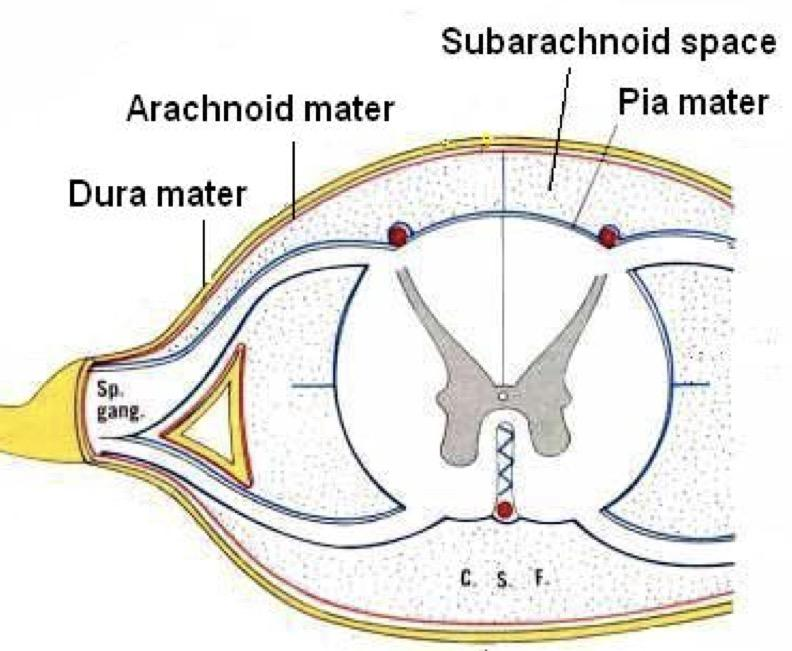 Subarachnoid space
Pia mater
Arachnoid mater
Dura mater
Sp.
gang.
C. S. F.